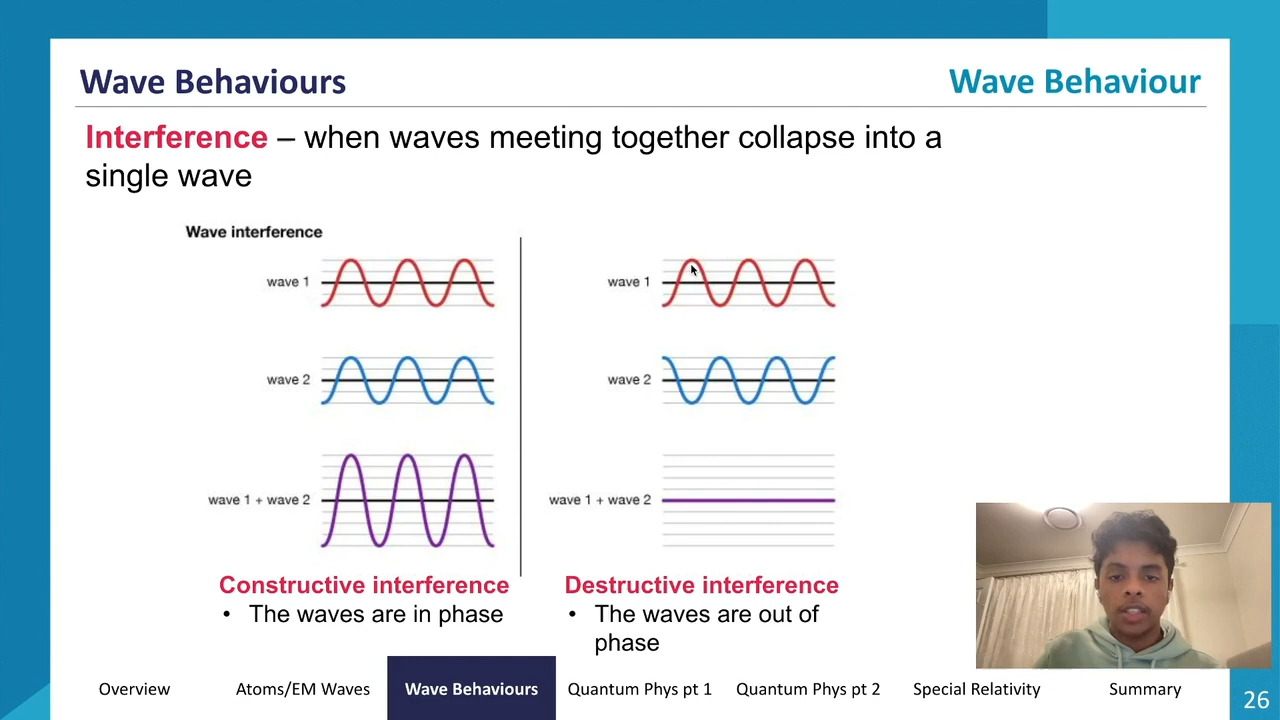 Wave Behaviours
Wave Behaviour
Interference – when waves meeting together collapse into a
single wave
Wave interference
wave 1
wave 2
wave 1 + wave 2
wave 1
wave 2
wave 1 + wave 2
Constructive interference
• The waves are in phase
Destructive interference
• The waves are out of
phase
Overview
Atoms/EM Waves
Wave Behaviours
Quantum Phys pt 1
Quantum Phys pt 2
Special Relativity
Summary
26